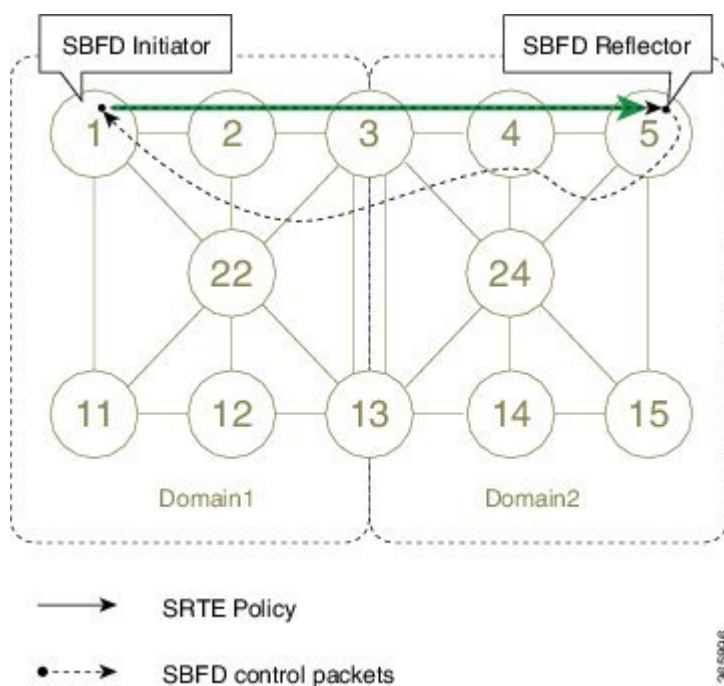 SBFD Initiator
SBFD Reflector
1 2 3 4 5
22 24
11 12 13 14 15
Domain1 Domain2
SRTE Policy
SBFD control packets